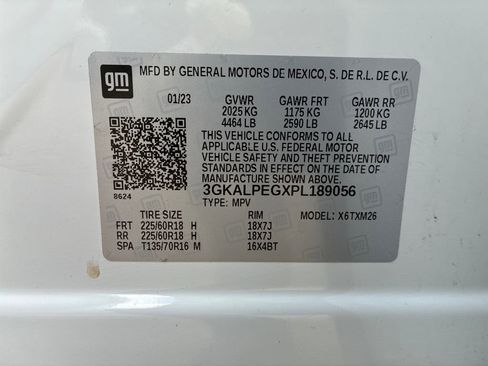 gm
MFD BY GENERAL MOTORS DE MEXICO, S. DE R.L. DE C.V.
01/23 GVWR GAWR FRT GAWR RR
2025 KG 1175 KG 1200 KG
4464 LB 2590 LB 2645 LB
THIS VEHICLE CONFORMS TO ALL
APPLICABLE U.S. FEDERAL MOTOR
VEHICLE SAFETY AND THEFT PREVENTION
STANDARDS IN EFFECT ON THE DATE OF
MANUFACTURE SHOWN ABOVE.
3GKALPEGXPL189056
8624 TYPE: MPV MODEL: X6TXM26
TIRE SIZE RIM
FRT 225/60R18 H 18X7J
RR 225/60R18 H 18X7J
SPA T135/70R16 M 16X4BT